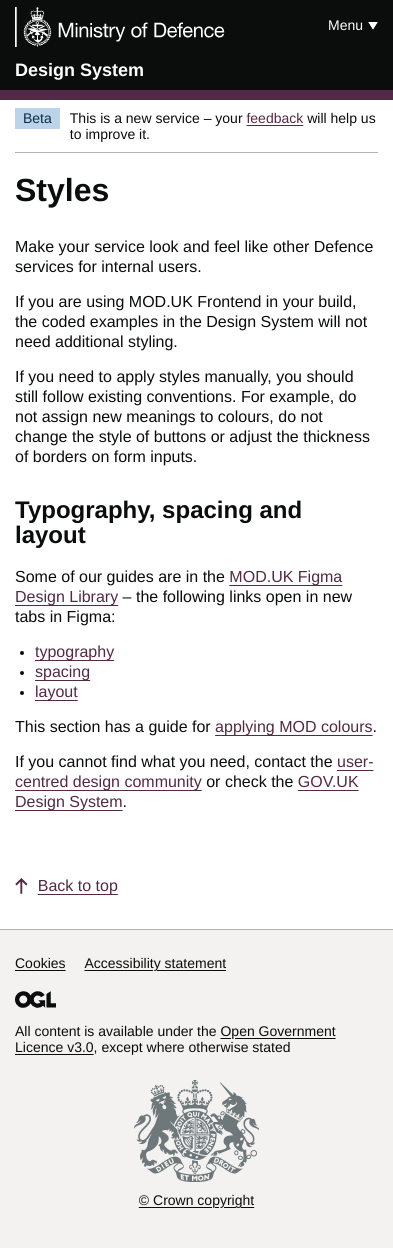 Ministry of Defence
Menu
Design System
Beta
This is a new service – your feedback will help us
to improve it.
Styles
Make your service look and feel like other Defence
services for internal users.
If you are using MOD.UK Frontend in your build,
the coded examples in the Design System will not
need additional styling.
If you need to apply styles manually, you should
still follow existing conventions. For example, do
not assign new meanings to colours, do not
change the style of buttons or adjust the thickness
of borders on form inputs.
Typography, spacing and
layout
Some of our guides are in the MOD.UK Figma
Design Library – the following links open in new
tabs in Figma:
typography
spacing
layout
This section has a guide for applying MOD colours.
If you cannot find what you need, contact the user-
centred design community or check the GOV.UK
Design System.
Back to top
Cookies
Accessibility statement
OGL
All content is available under the Open Government
Licence v3.0, except where otherwise stated
DIEU ET MON DROIT
© Crown copyright